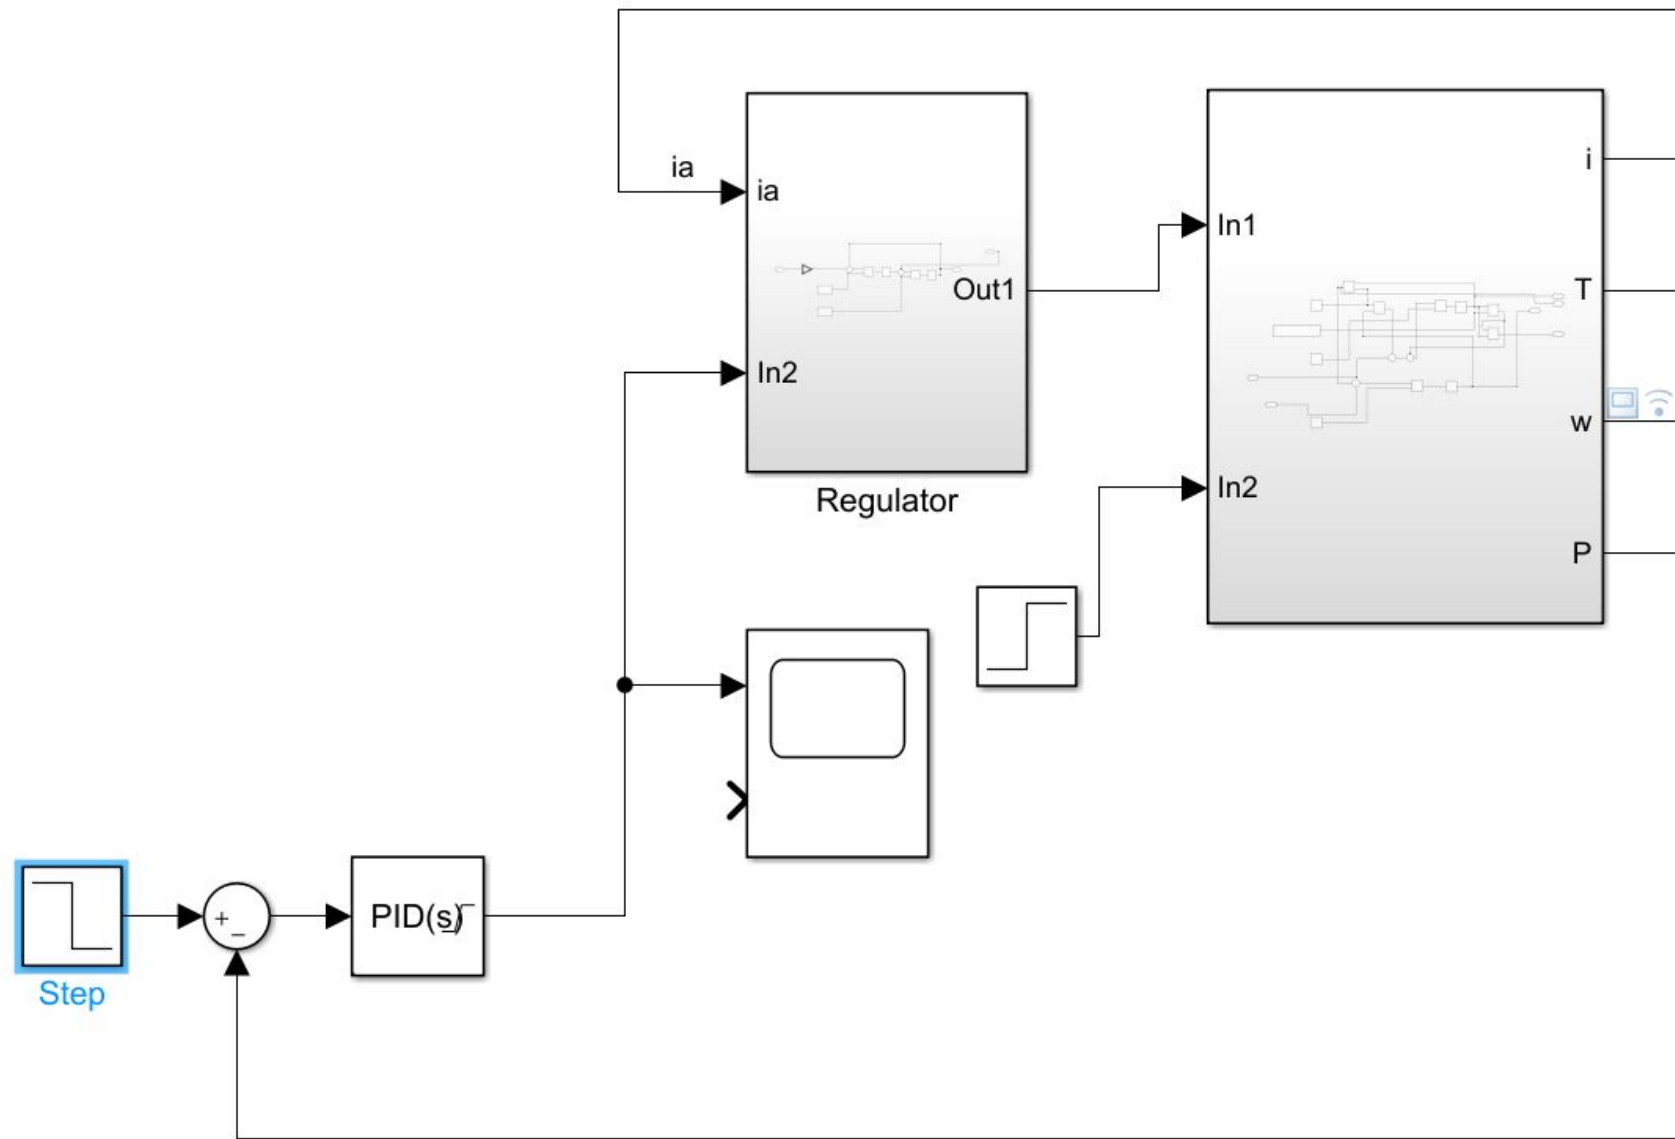 ia
ia
i
In1
Out1
T
In2
w
In2
Regulator
P
+
−
PID(s)
Step